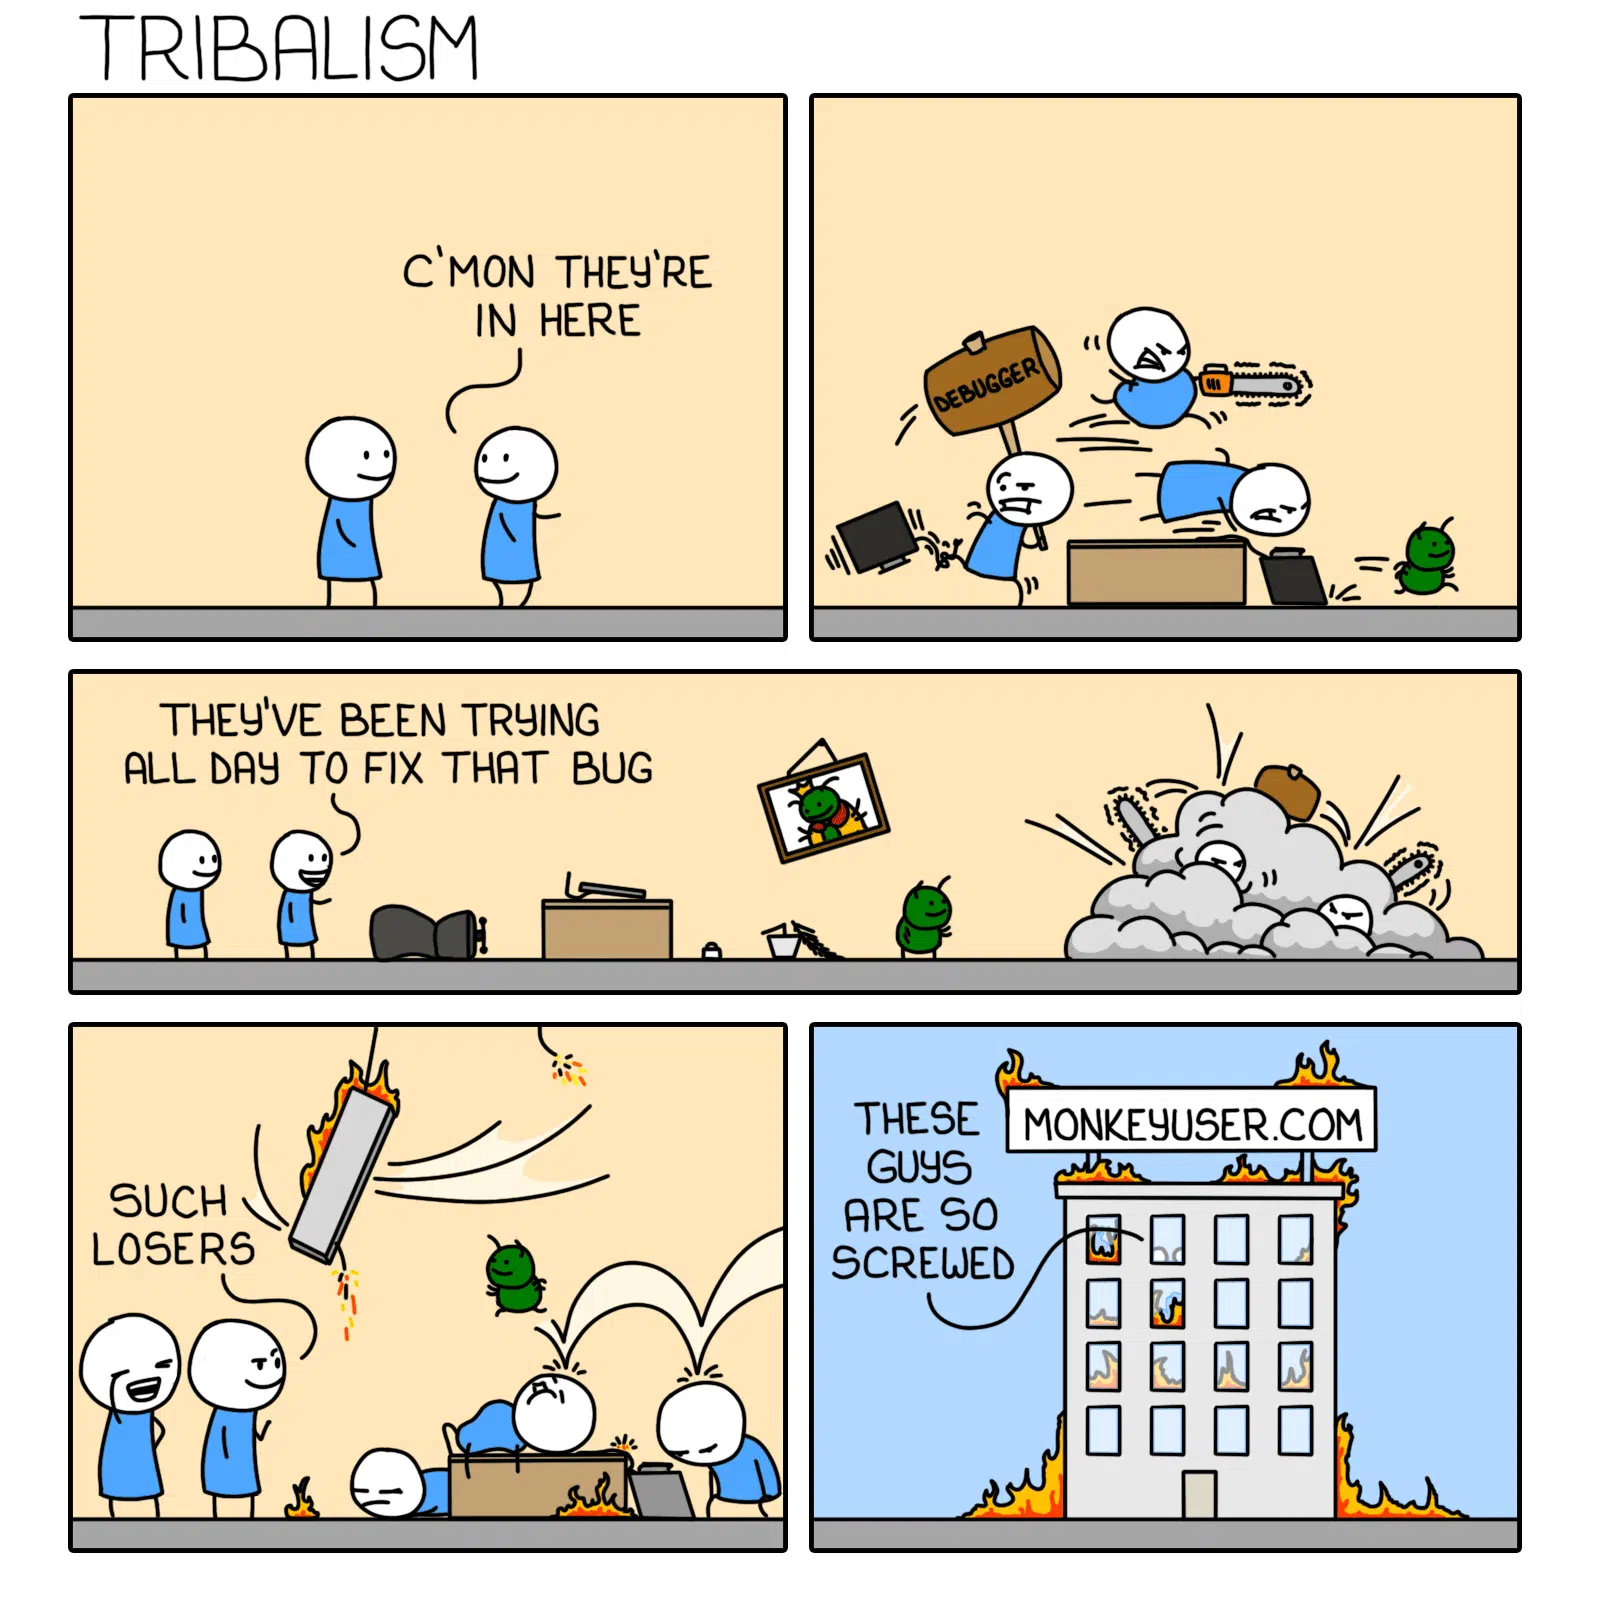 TRIBALISM
C'MON THEY'RE
IN HERE
DEBUGGER
THEY'VE BEEN TRYING
ALL DAY TO FIX THAT BUG
SUCH
LOSERS
THESE
GUYS
ARE SO
SCREWED
MONKEYUSER.COM